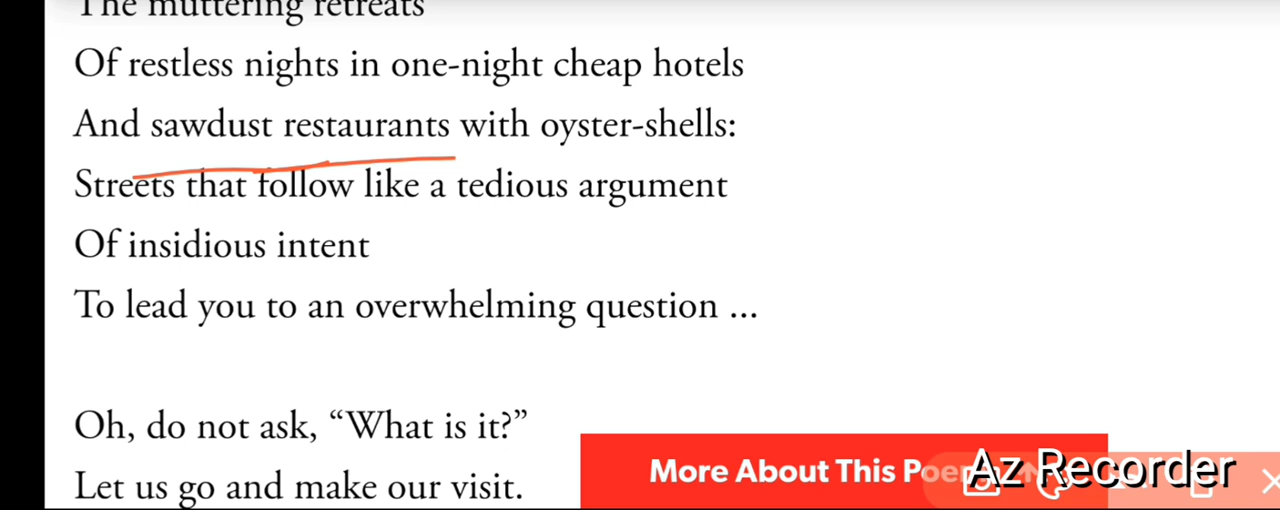 The muttering retreats
Of restless nights in one-night cheap hotels
And sawdust restaurants with oyster-shells:
Streets that follow like a tedious argument
Of insidious intent
To lead you to an overwhelming question ...
Oh, do not ask, “What is it?”
Let us go and make our visit.
More About This Poem
Az Recorder